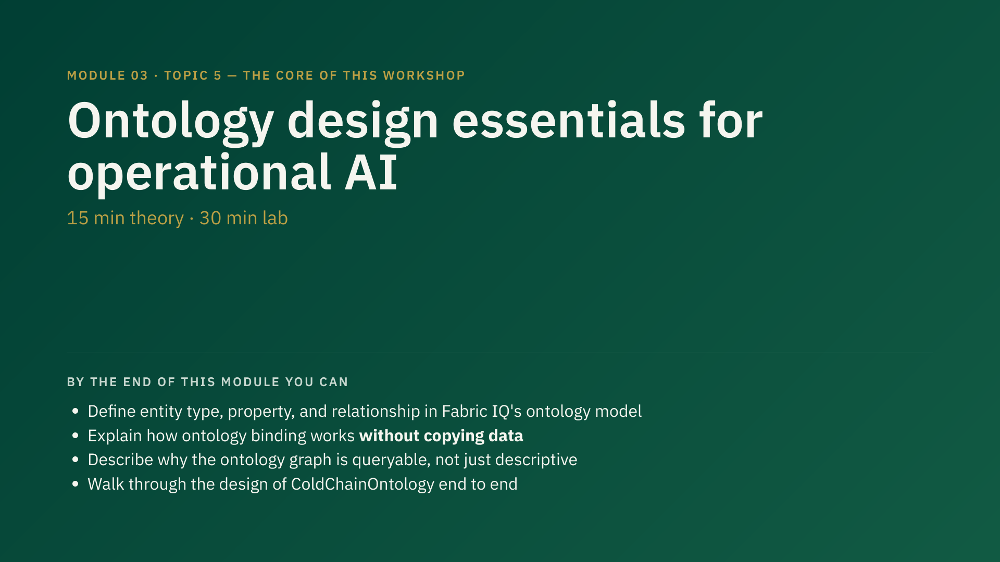 MODULE 03 · TOPIC 5 — THE CORE OF THIS WORKSHOP
Ontology design essentials for
operational AI
15 min theory · 30 min lab
BY THE END OF THIS MODULE YOU CAN
• Define entity type, property, and relationship in Fabric IQ's ontology model
• Explain how ontology binding works without copying data
• Describe why the ontology graph is queryable, not just descriptive
• Walk through the design of ColdChainOntology end to end